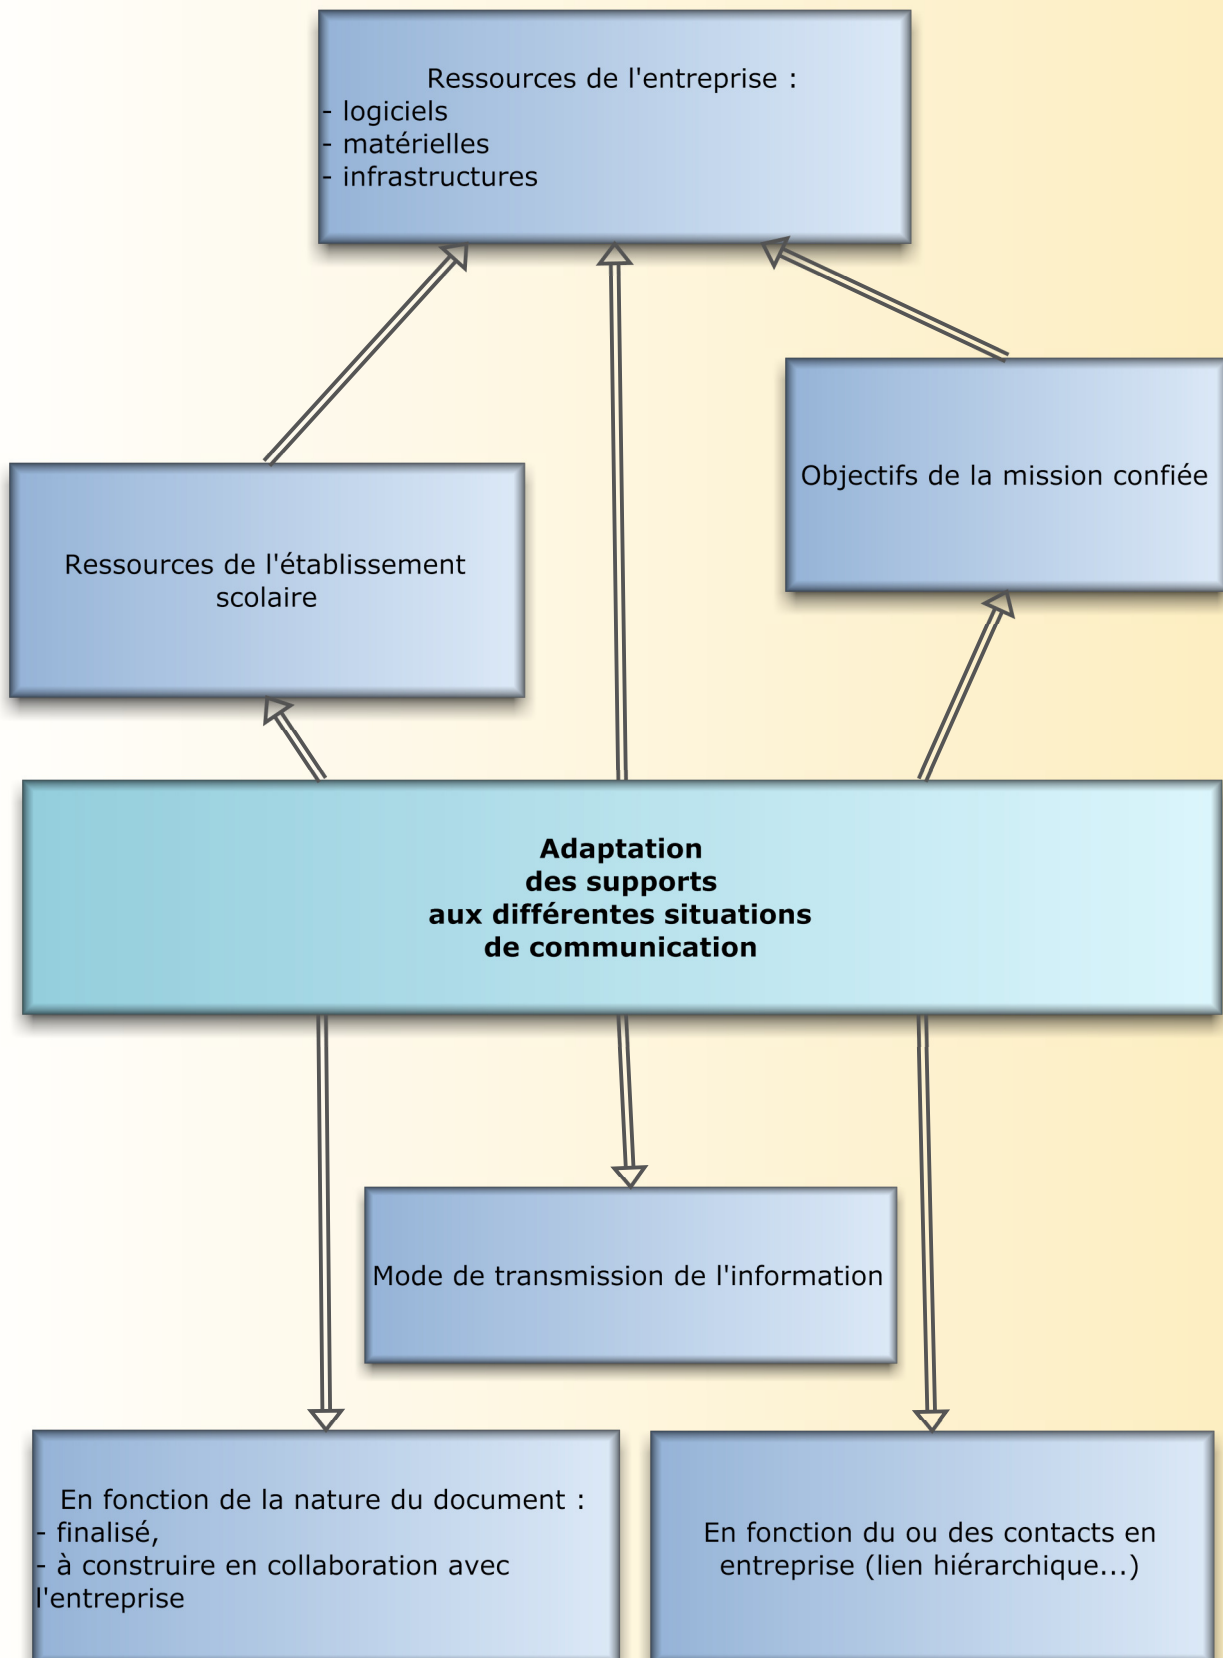 Ressources de l'entreprise :
- logiciels
- matérielles
- infrastructures
Objectifs de la mission confiée
Ressources de l'établissement
scolaire
Adaptation
des supports
aux différentes situations
de communication
Mode de transmission de l'information
En fonction de la nature du document :
- finalisé,
- à construire en collaboration avec
l'entreprise
En fonction du ou des contacts en
entreprise (lien hiérarchique...)